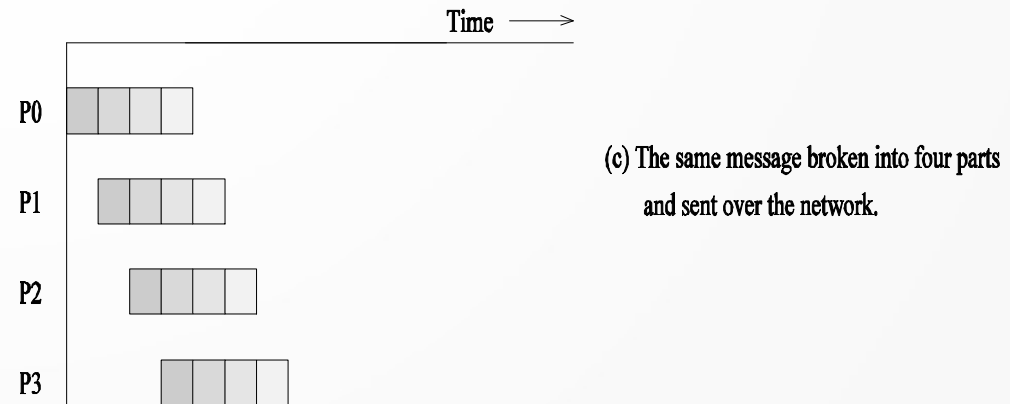 Time
P0
P1
P2
P3
(c) The same message broken into four parts
and sent over the network.